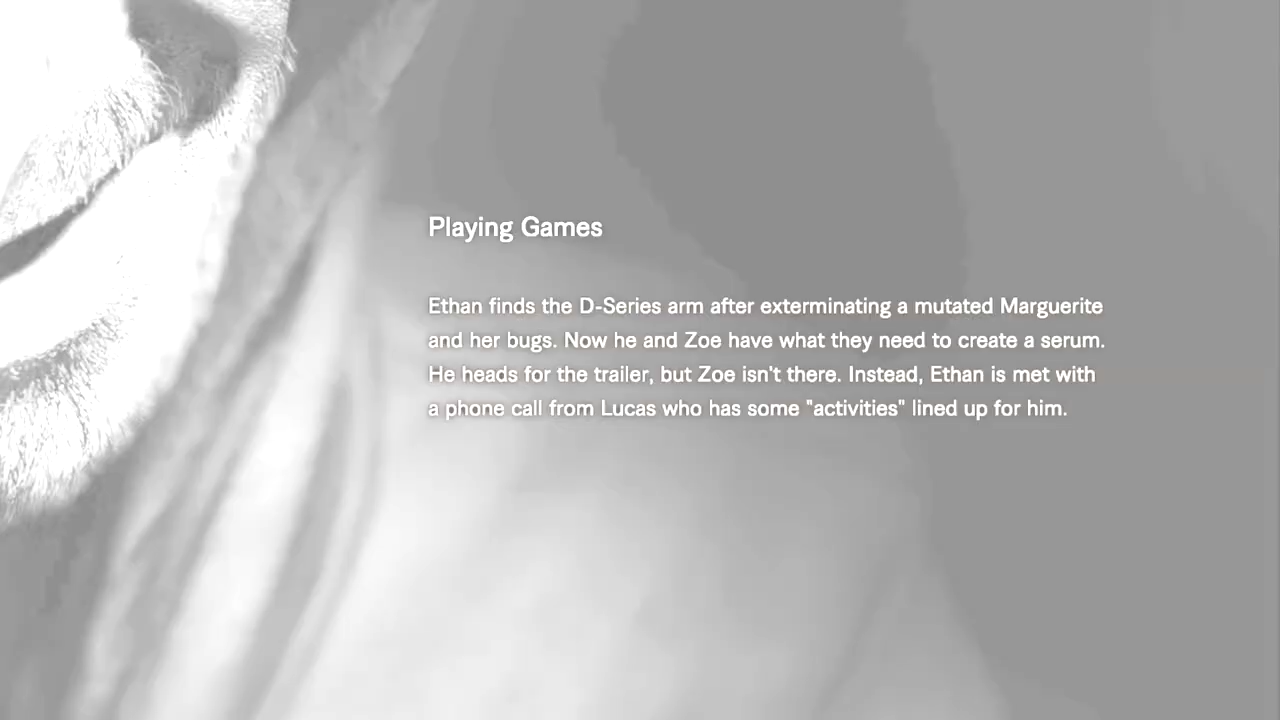 Playing Games
Ethan finds the D-Series arm after exterminating a mutated Marguerite
and her bugs. Now he and Zoe have what they need to create a serum.
He heads for the trailer, but Zoe isn't there. Instead, Ethan is met with
a phone call from Lucas who has some "activities" lined up for him.